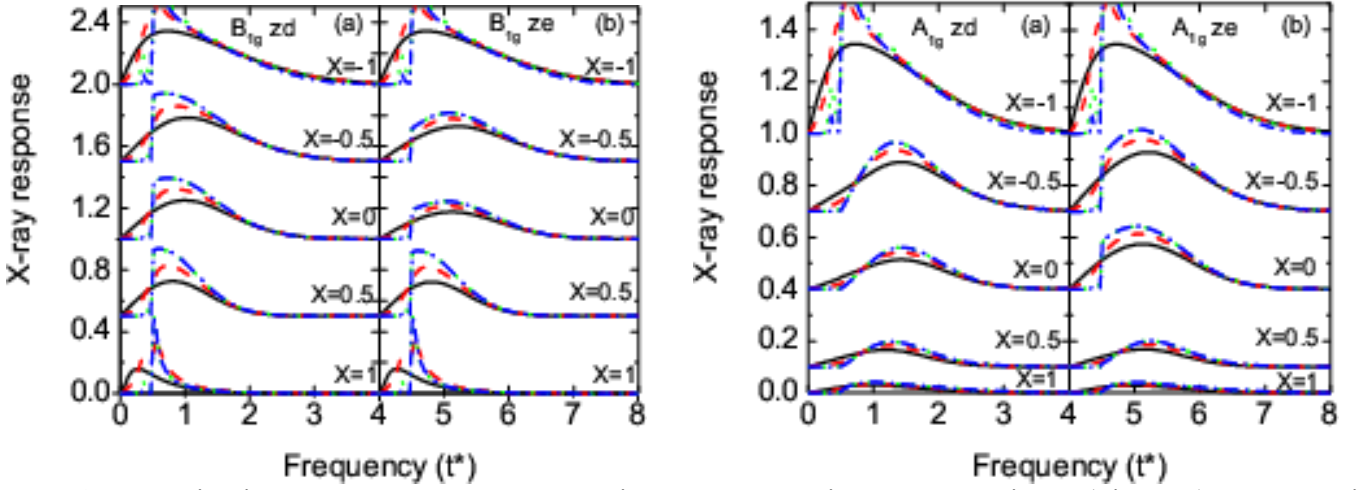 B1g zd (a)
B1g ze (b)
X=-1
X=-1
X=-0.5
X=-0.5
X=0
X=0
X=0.5
X=0.5
X=1
X=1
2.4
2.0
1.6
1.2
0.8
0.4
0.0
0 1 2 3 4 5 6 7 8
X-ray response
Frequency (t*)
A1g zd (a)
A1g ze (b)
X=-1
X=-1
X=-0.5
X=-0.5
X=0
X=0
X=0.5
X=0.5
X=1
X=1
1.4
1.2
1.0
0.8
0.6
0.4
0.2
0.0
0 1 2 3 4 5 6 7 8
X-ray response
Frequency (t*)